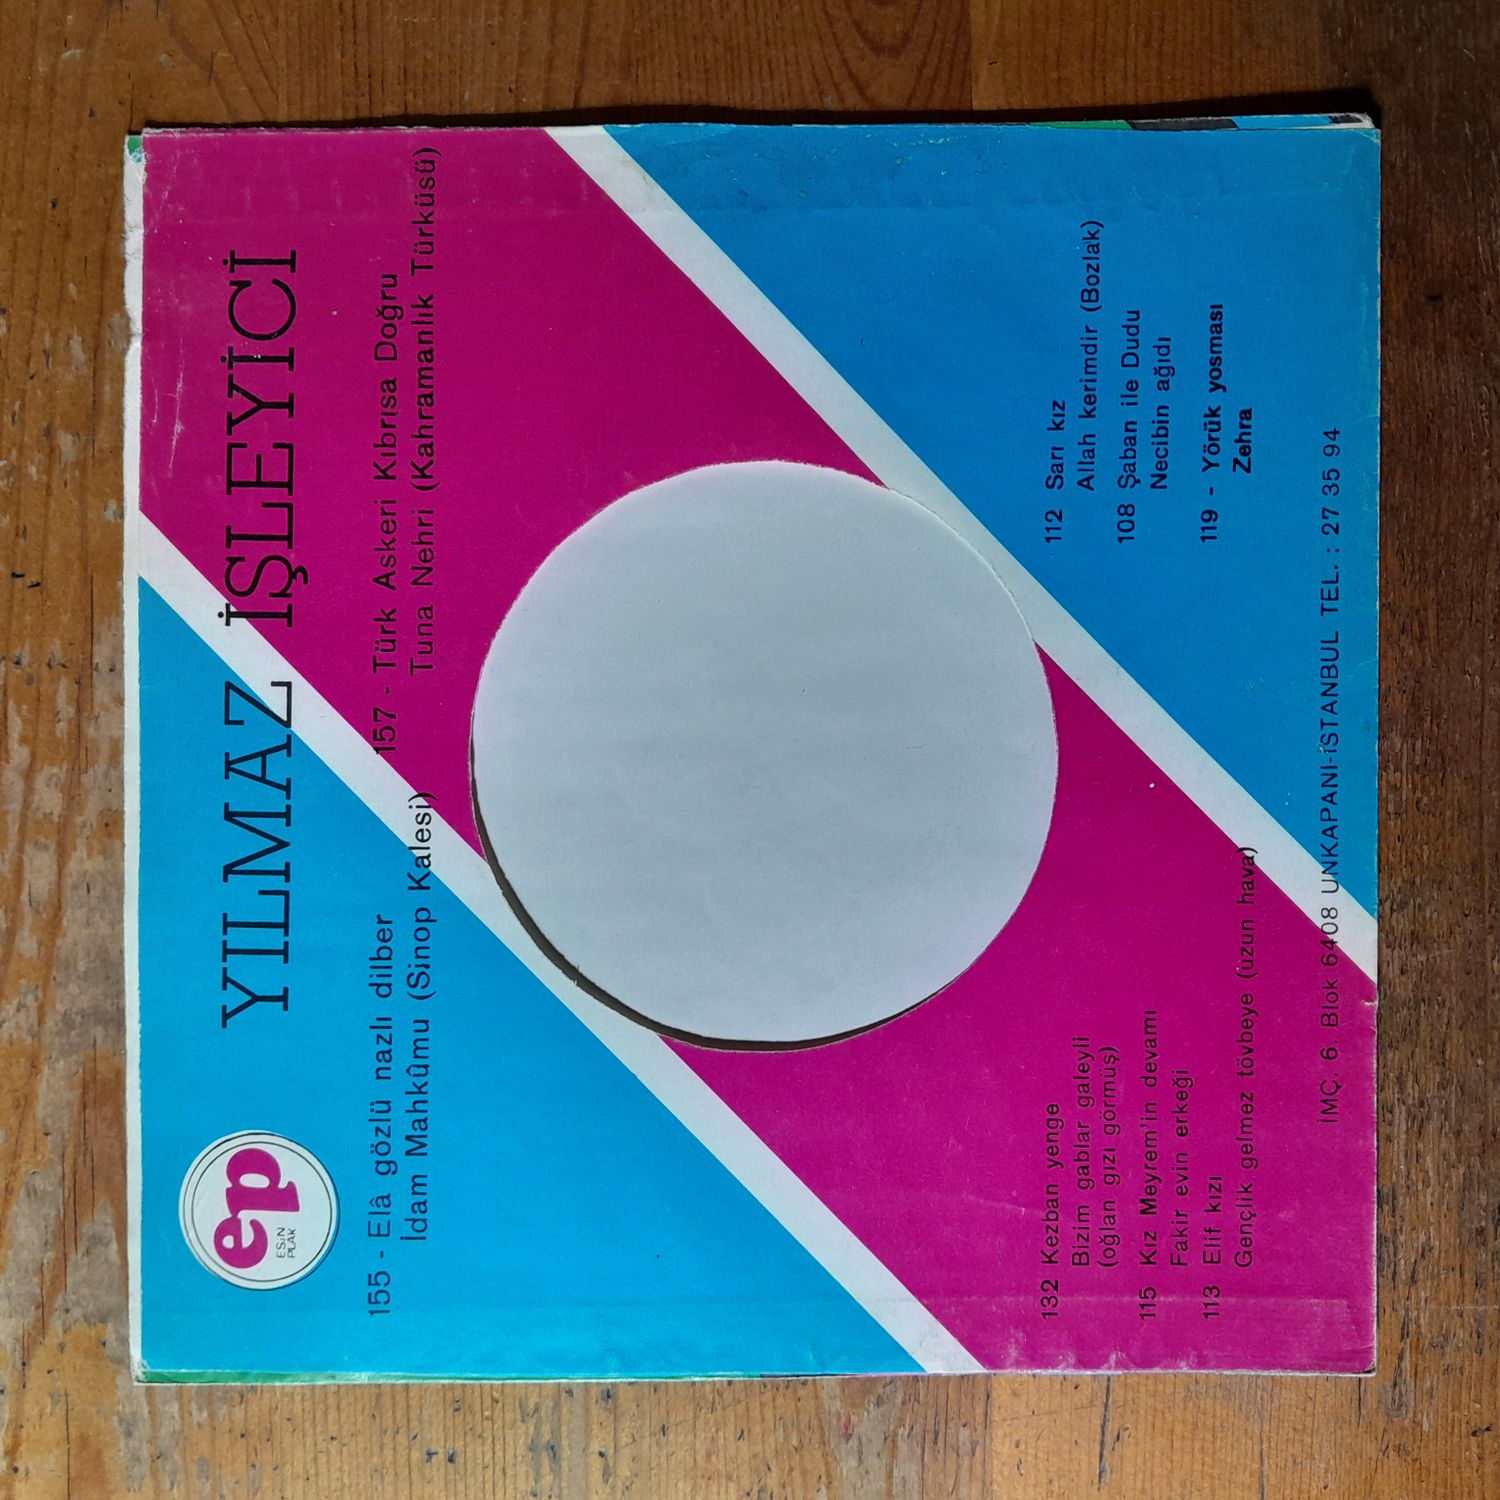 ep
ESİN
PLAK
YILMAZ İŞLEYİCİ
155 - Elâ gözlü nazlı dilber
İdam Mahkûmu (Sinop Kalesi)
157 - Türk Askeri Kıbrısa Doğru
Tuna Nehri (Kahramanlık Türküsü)
132 Kezban yenge
Bizim gablar galeyli
(oğlan gızı görmüş)
115 Kız Meyrem'in devamı
Fakir evin erkeği
113 Elif kızı
Gençlik gelmez tövbeye (uzun hava)
112 Sarı kız
Allah kerimdir (Bozlak)
108 Şaban ile Dudu
Necibin ağıdı
119 - Yörük yosması
Zehra
İMÇ. 6. Blok 6408 UNKAPANI-İSTANBUL TEL. : 27 35 94